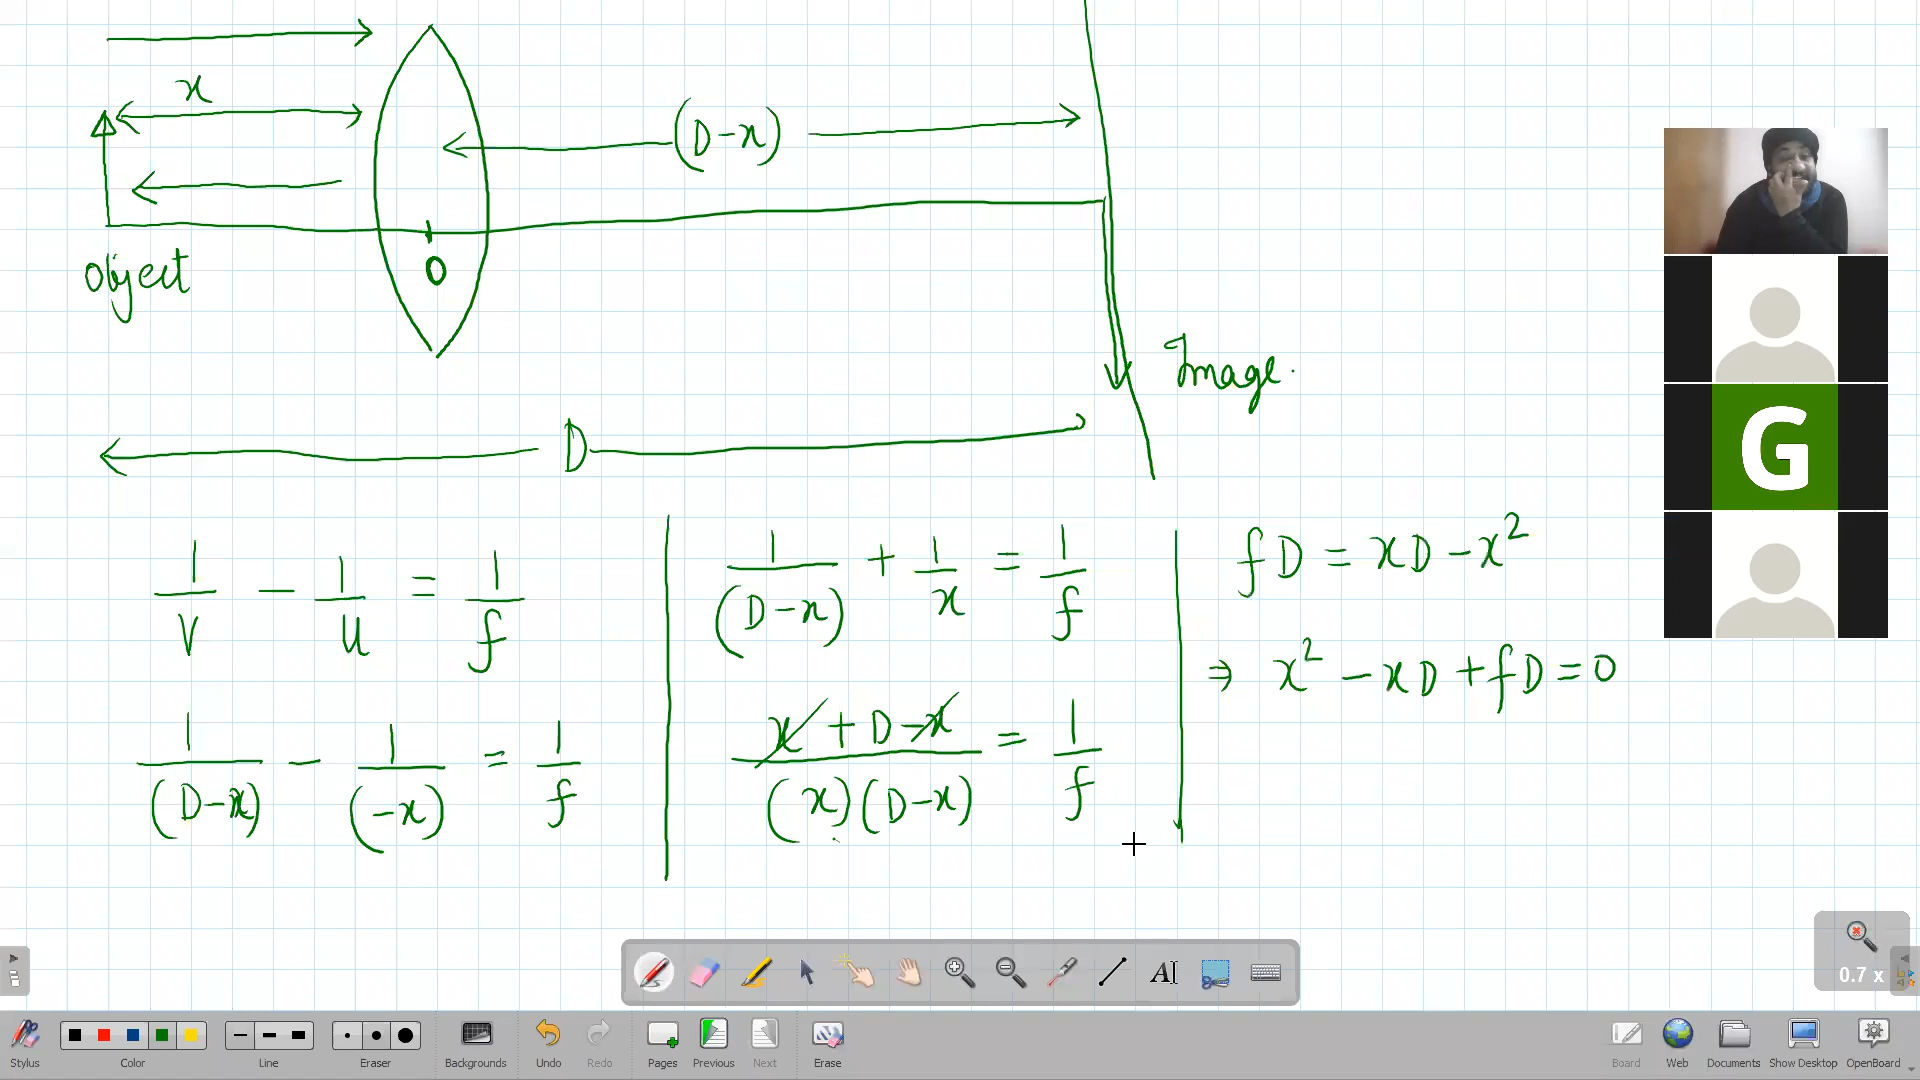 x
(D-x)
object
O
Image.
D
1/v - 1/u = 1/f
1/(D-x) - 1/(-x) = 1/f
1/(D-x) + 1/x = 1/f
x + D - x/(x)(D-x) = 1/f
fD = xD - x²
⇒ x² - xD + fD = 0
G
0.7 x
Stylus
Color
Line
Eraser
Backgrounds
Undo
Redo
Pages
Previous
Next
Erase
Board
Web
Documents
Show Desktop
OpenBoard